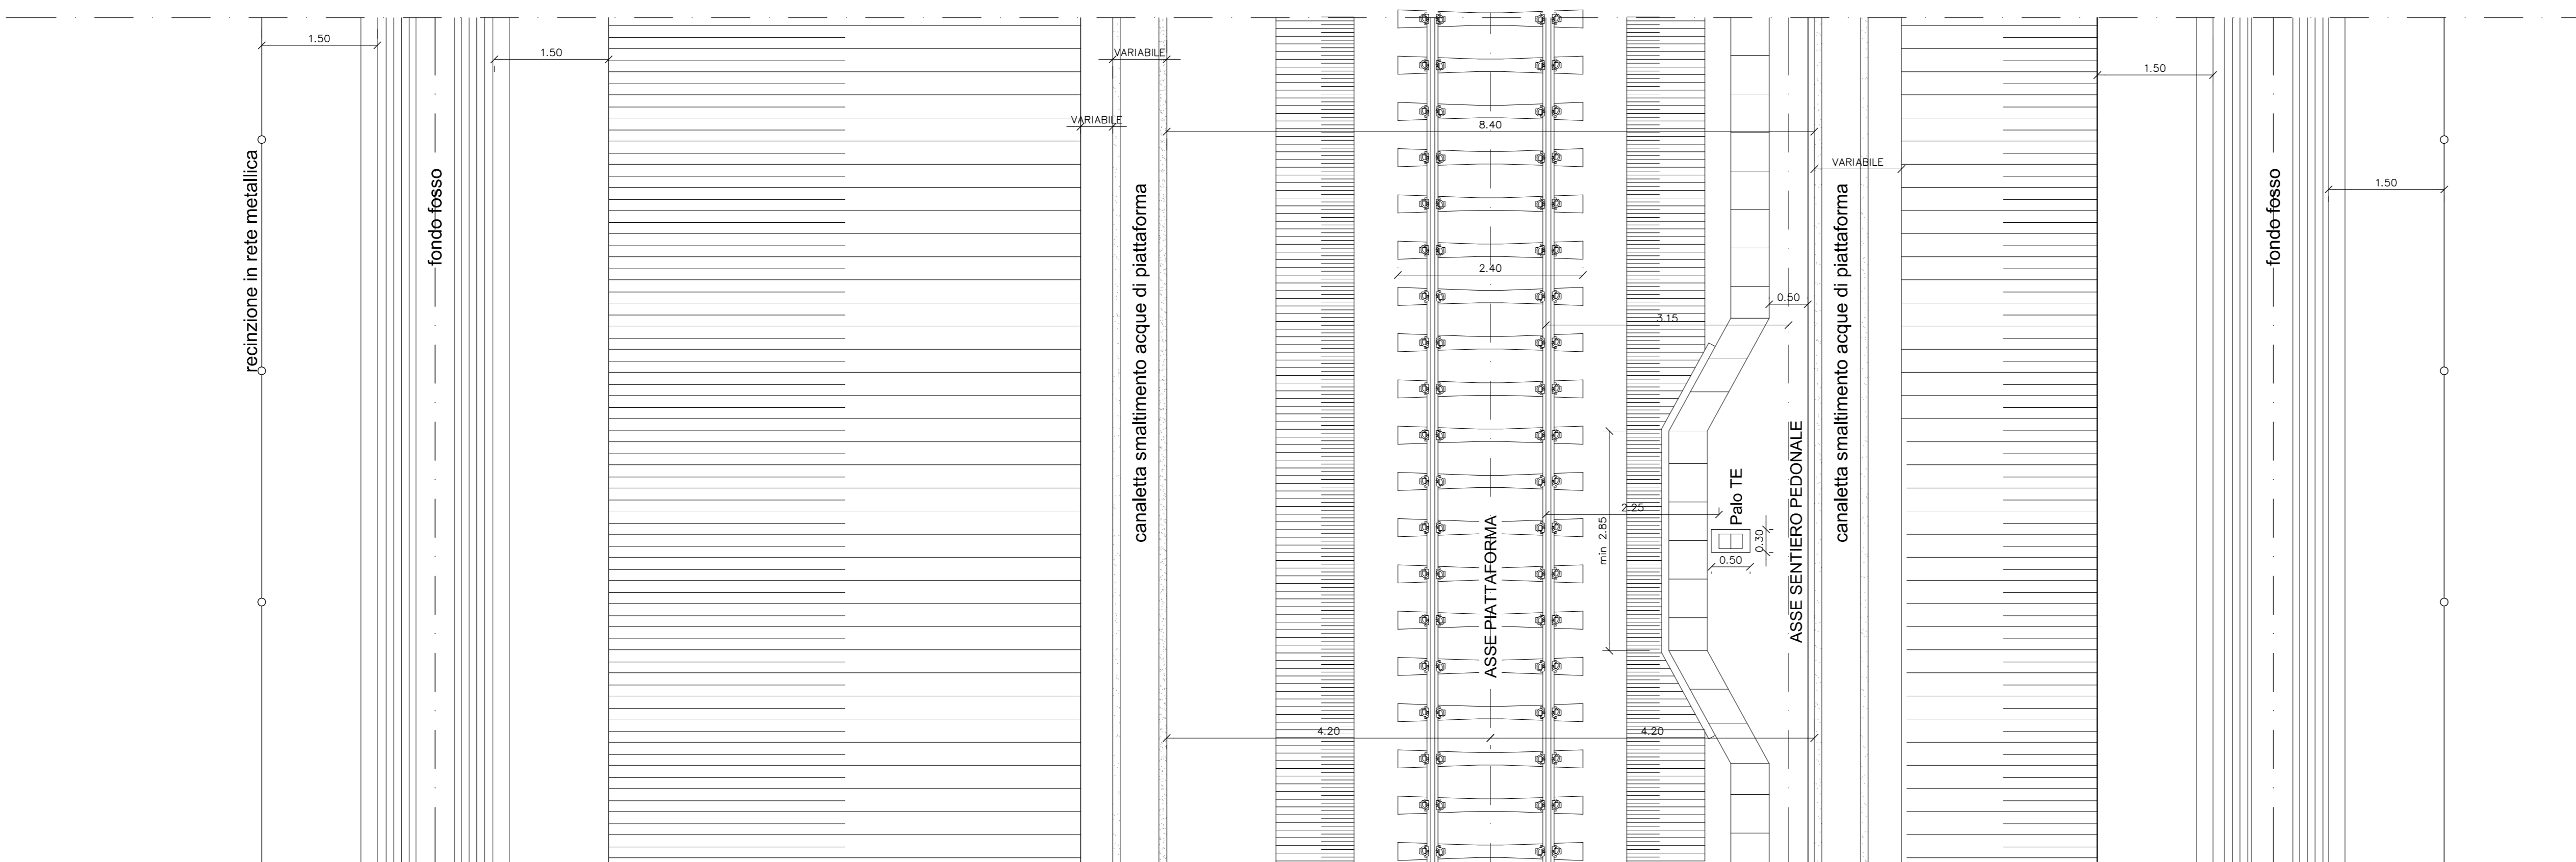 1.50
1.50
VARIABILE
1.50
VARIABILE
8.40
VARIABILE
1.50
recinzione in rete metallica
fondo fosso
canaletta smaltimento acque di piattaforma
canaletta smaltimento acque di piattaforma
fondo fosso
2.40
0.50
3.15
ASSE SENTIERO PEDONALE
Palo TE
2.25
ASSE PIATTAFORMA
min 2.85
0.30
0.50
4.20
4.20